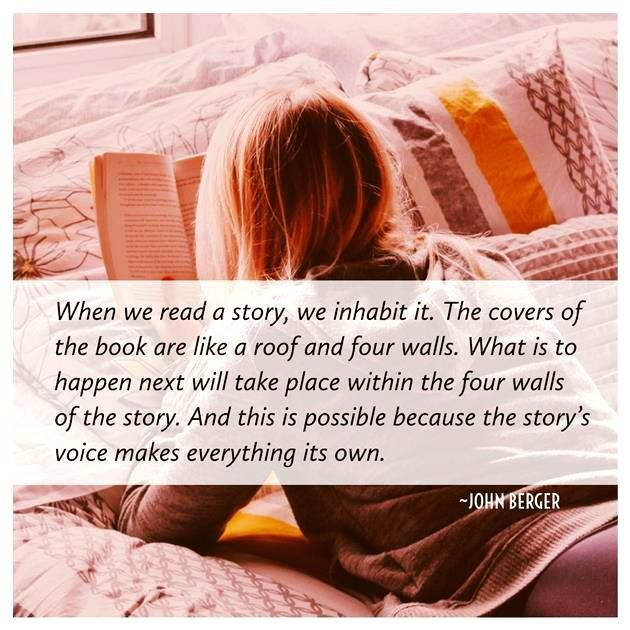 When we read a story, we inhabit it. The covers of
the book are like a roof and four walls. What is to
happen next will take place within the four walls
of the story. And this is possible because the story’s
voice makes everything its own.
~JOHN BERGER